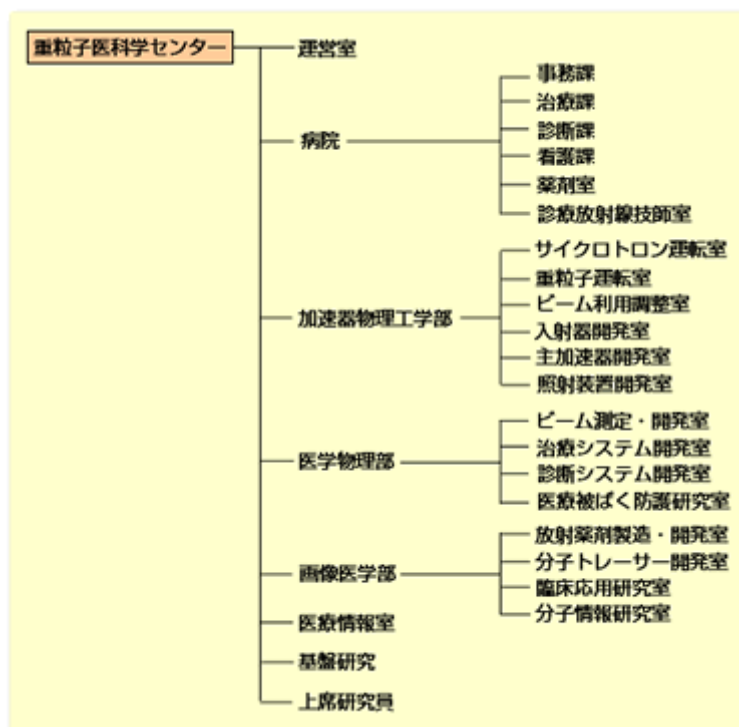 重粒子医科学センター
運営室
病院
事務課
治療課
診断課
看護課
薬剤室
診療放射線技師室
加速器物理工学部
サイクロトロン運転室
重粒子運転室
ビーム利用調整室
入射器開発室
主加速器開発室
照射装置開発室
医学物理部
ビーム測定・開発室
治療システム開発室
診断システム開発室
医療被ばく防護研究室
画像医学部
放射薬剤製造・開発室
分子トレーサー開発室
臨床応用研究室
分子情報研究室
医療情報室
基盤研究
上席研究員